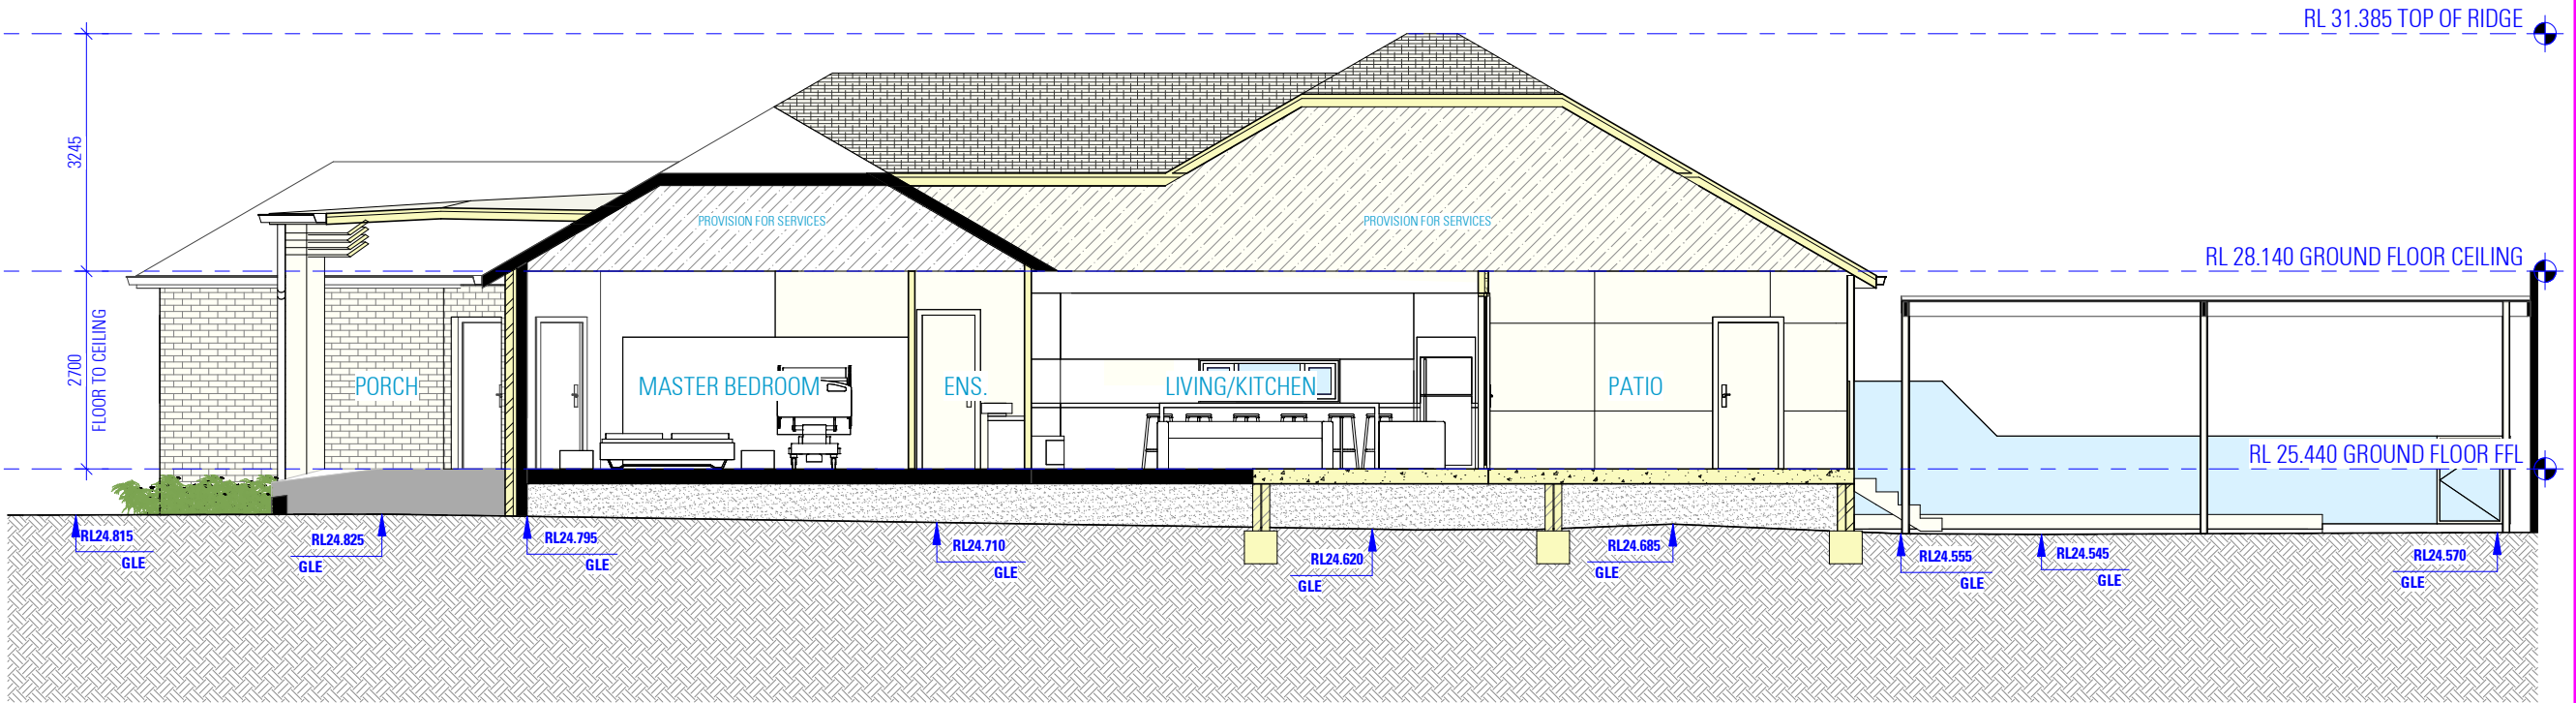 RL 31.385 TOP OF RIDGE
3245
PROVISION FOR SERVICES
PROVISION FOR SERVICES
RL 28.140 GROUND FLOOR CEILING
2700
FLOOR TO CEILING
PORCH
MASTER BEDROOM
ENS.
LIVING/KITCHEN
PATIO
RL 25.440 GROUND FLOOR FFL
RL24.815
GLE
RL24.825
GLE
RL24.795
GLE
RL24.710
GLE
RL24.620
GLE
RL24.685
GLE
RL24.555
GLE
RL24.545
GLE
RL24.570
GLE